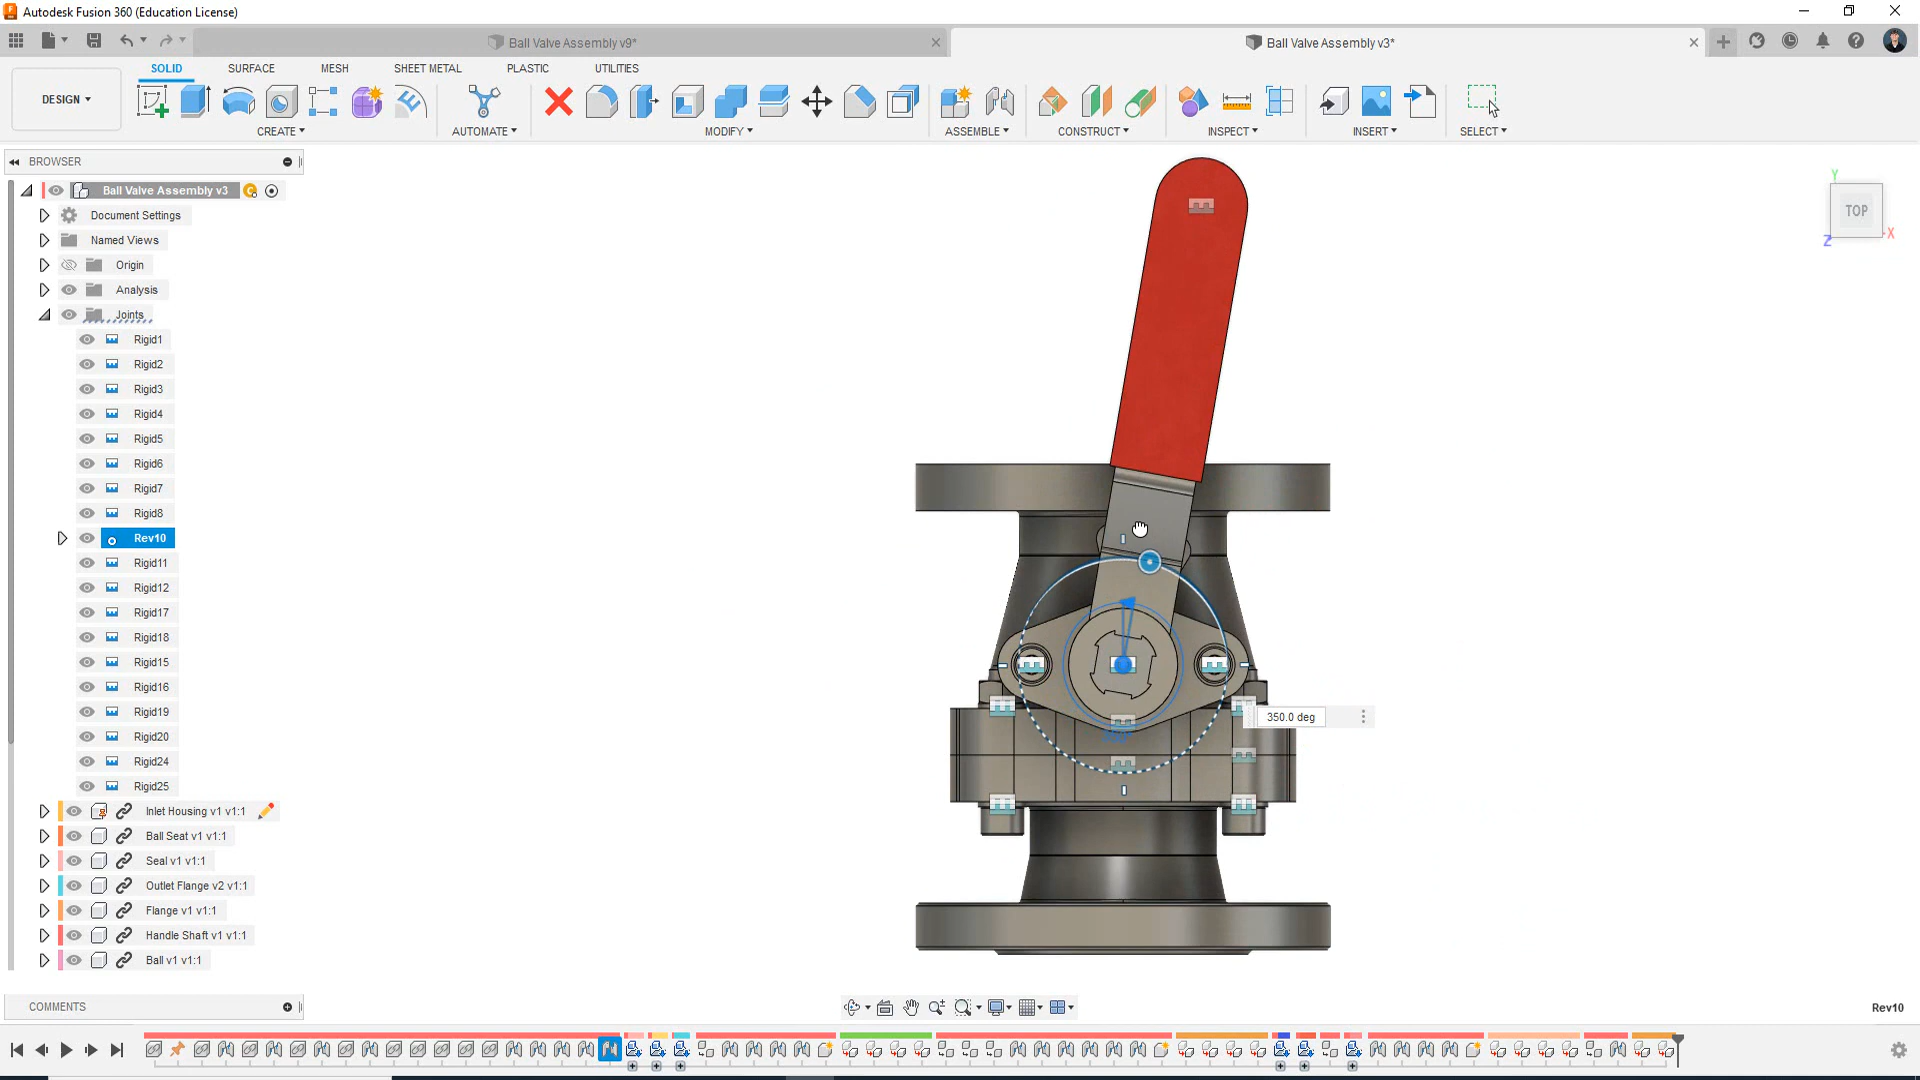 Autodesk Fusion 360 (Education License)
Ball Valve Assembly v9*
Ball Valve Assembly v3*
SOLID
SURFACE
MESH
SHEET METAL
PLASTIC
UTILITIES
DESIGN
CREATE
AUTOMATE
MODIFY
ASSEMBLE
CONSTRUCT
INSPECT
INSERT
SELECT
BROWSER
Ball Valve Assembly v3
Document Settings
Named Views
Origin
Analysis
Joints
Rigid1
Rigid2
Rigid3
Rigid4
Rigid5
Rigid6
Rigid7
Rigid8
Rev10
Rigid11
Rigid12
Rigid17
Rigid18
Rigid15
Rigid16
Rigid19
Rigid20
Rigid24
Rigid25
Inlet Housing v1 v1:1
Ball Seat v1 v1:1
Seal v1 v1:1
Outlet Flange v2 v1:1
Flange v1 v1:1
Handle Shaft v1 v1:1
Ball v1 v1:1
Y
TOP
Z
X
350.0 deg
COMMENTS
Rev10